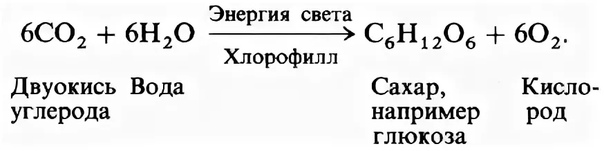 Энергия света
6CO₂ + 6H₂O ⟶ C₆H₁₂O₆ + 6O₂.
Хлорофилл
Двуокись Вода Сахар, Кисло-
углерода например род
глюкоза